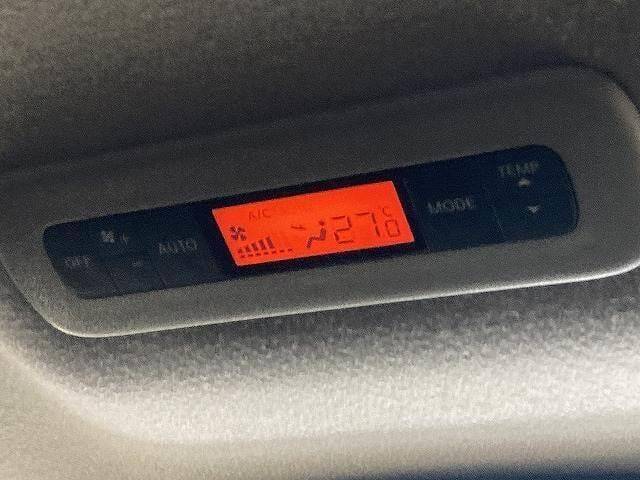 OFF
AUTO
A/C
27.0 °C
MODE
TEMP